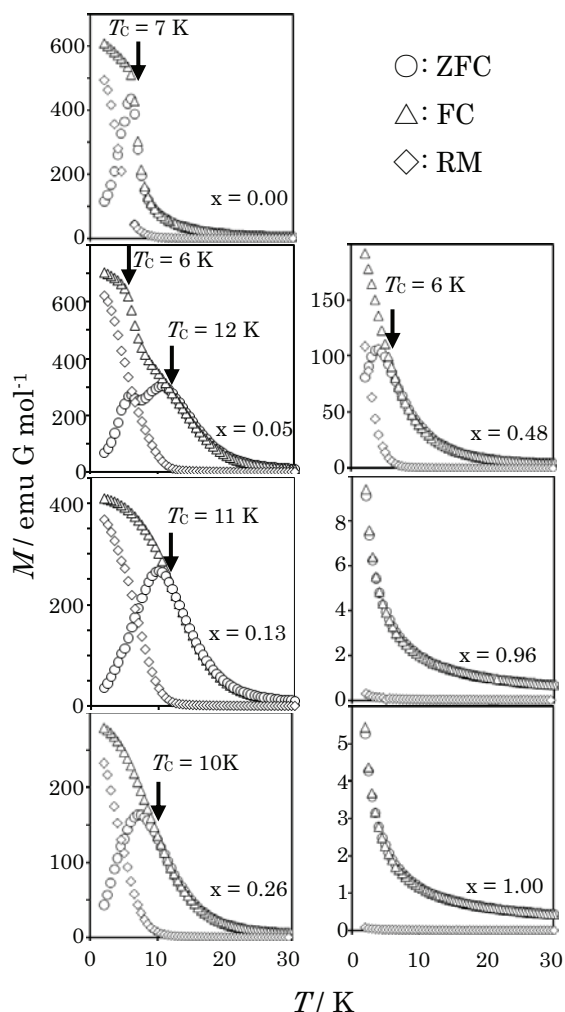 TC = 7 K
600
400
200
0
x = 0.00
○: ZFC
△: FC
◇: RM
TC = 6 K
TC = 12 K
600
400
200
0
x = 0.05
TC = 6 K
150
100
50
0
x = 0.48
TC = 11 K
400
200
0
x = 0.13
8
6
4
2
0
x = 0.96
TC = 10K
200
100
0
x = 0.26
5
4
3
2
1
0
x = 1.00
0 10 20 30
0 10 20 30
M / emu G mol-1
T / K